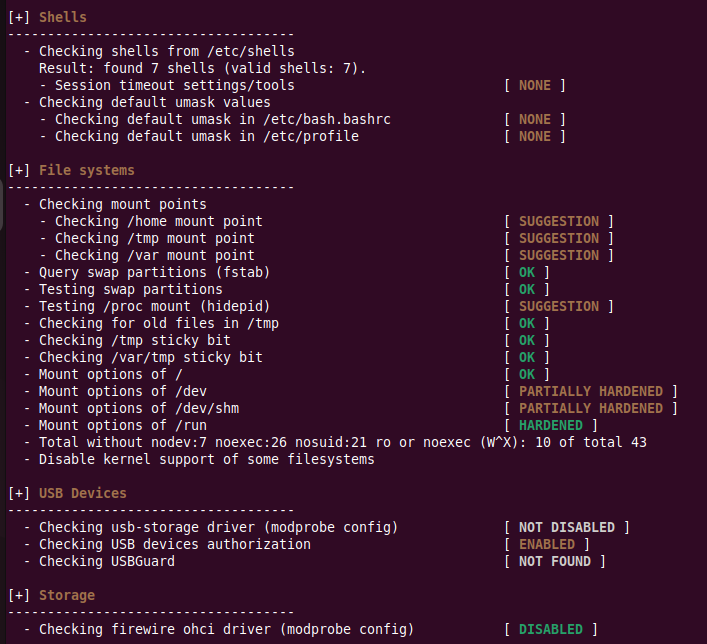 [+] Shells
------------------------------------
  - Checking shells from /etc/shells
    Result: found 7 shells (valid shells: 7).
    - Session timeout settings/tools                          [ NONE ]
  - Checking default umask values
    - Checking default umask in /etc/bash.bashrc              [ NONE ]
    - Checking default umask in /etc/profile                  [ NONE ]

[+] File systems
------------------------------------
  - Checking mount points
    - Checking /home mount point                              [ SUGGESTION ]
    - Checking /tmp mount point                               [ SUGGESTION ]
    - Checking /var mount point                               [ SUGGESTION ]
  - Query swap partitions (fstab)                             [ OK ]
  - Testing swap partitions                                   [ OK ]
  - Testing /proc mount (hidepid)                             [ SUGGESTION ]
  - Checking for old files in /tmp                            [ OK ]
  - Checking /tmp sticky bit                                  [ OK ]
  - Checking /var/tmp sticky bit                              [ OK ]
  - Mount options of /                                        [ OK ]
  - Mount options of /dev                                     [ PARTIALLY HARDENED ]
  - Mount options of /dev/shm                                 [ PARTIALLY HARDENED ]
  - Mount options of /run                                     [ HARDENED ]
  - Total without nodev:7 noexec:26 nosuid:21 ro or noexec (W^X): 10 of total 43
  - Disable kernel support of some filesystems

[+] USB Devices
------------------------------------
  - Checking usb-storage driver (modprobe config)             [ NOT DISABLED ]
  - Checking USB devices authorization                        [ ENABLED ]
  - Checking USBGuard                                         [ NOT FOUND ]

[+] Storage
------------------------------------
  - Checking firewire ohci driver (modprobe config)           [ DISABLED ]